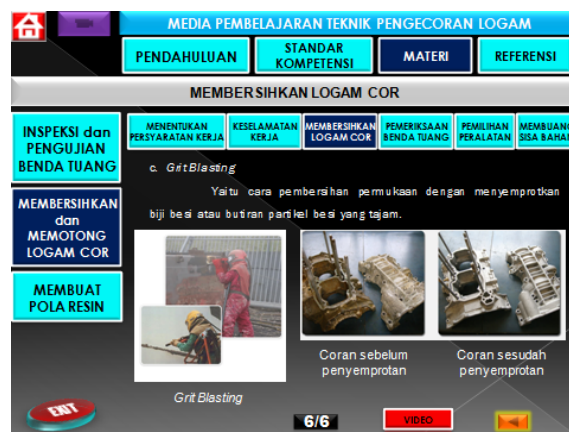 MEDIA PEMBELAJARAN TEKNIK PENGECORAN LOGAM
PENDAHULUAN
STANDAR
KOMPETENSI
MATERI
REFERENSI
MEMBERSIHKAN LOGAM COR
INSPEKSI dan
PENGUJIAN
BENDA TUANG
MEMBERSIHKAN
dan
MEMOTONG
LOGAM COR
MEMBUAT
POLA RESIN
MENENTUKAN
PERSYARATAN KERJA
KESELAMATAN
KERJA
MEMBERSIHKAN
LOGAM COR
PEMERIKSAAN
BENDA TUANG
PEMILIHAN
PERALATAN
MEMBUANG
SISA BAHAN
c. Grit Blasting
Yaitu cara pembersihan permukaan dengan menyemprotkan
biji besi atau butiran partikel besi yang tajam.
Coran sebelum
penyemprotan
Coran sesudah
penyemprotan
Grit Blasting
EXIT
6/6
VIDEO